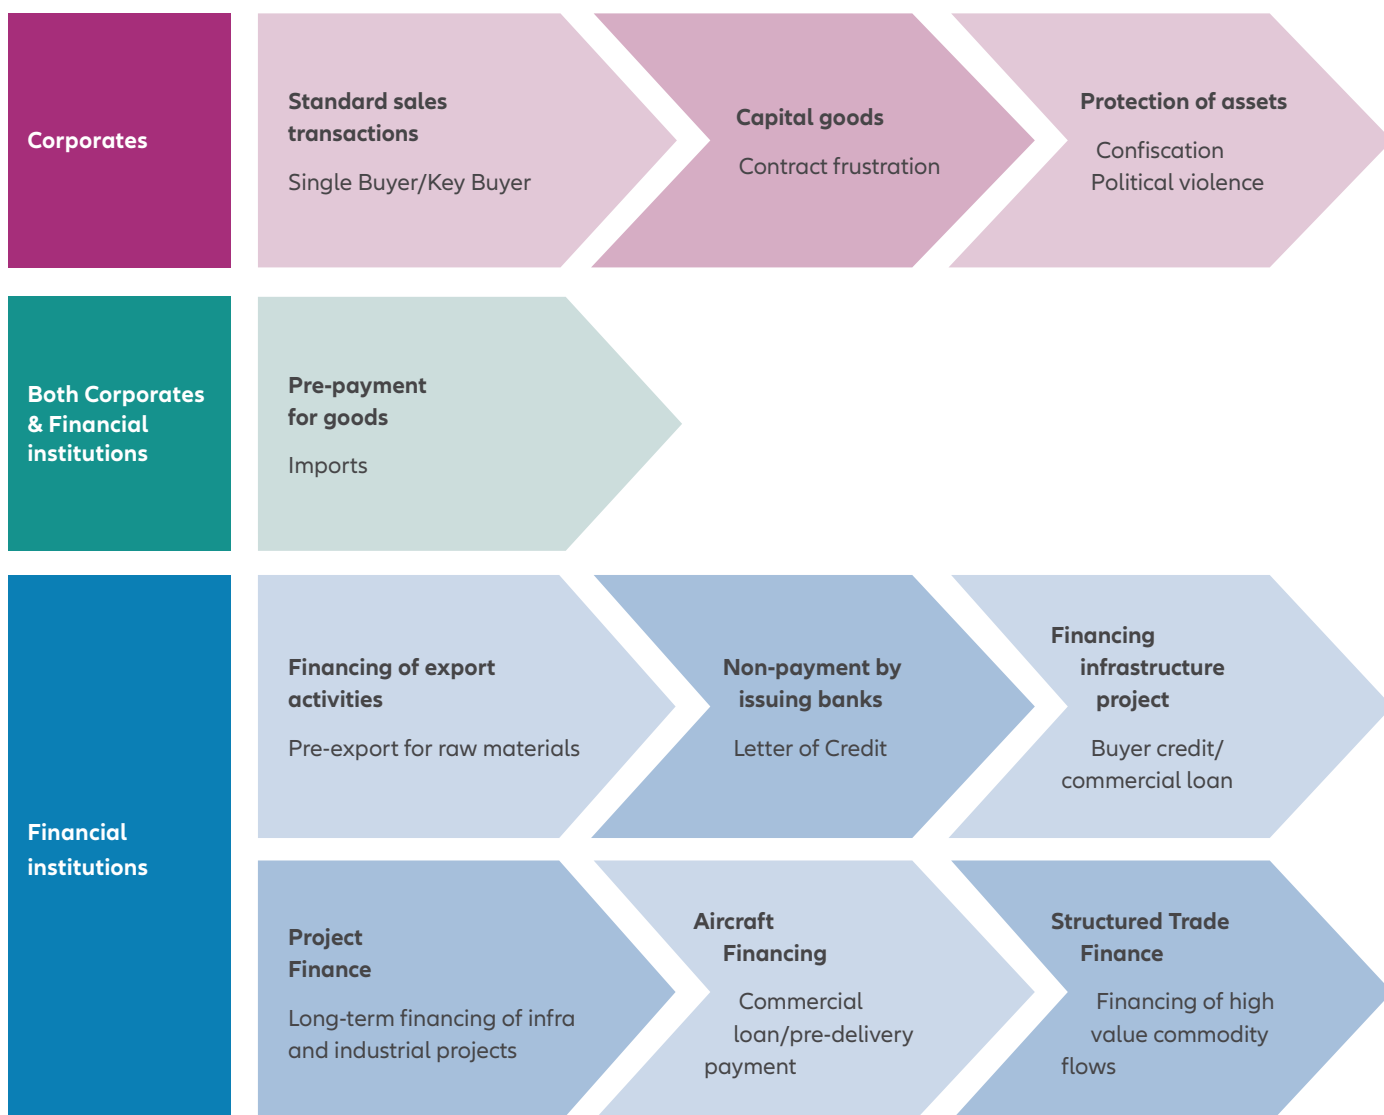 Corporates
Standard sales
transactions
Single Buyer/Key Buyer
Capital goods
Contract frustration
Protection of assets
Confiscation
Political violence
Both Corporates
& Financial
institutions
Pre-payment
for goods
Imports
Financial
institutions
Financing of export
activities
Pre-export for raw materials
Non-payment by
issuing banks
Letter of Credit
Financing
infrastructure
project
Buyer credit/
commercial loan
Project
Finance
Long-term financing of infra
and industrial projects
Aircraft
Financing
Commercial
loan/pre-delivery
payment
Structured Trade
Finance
Financing of high
value commodity
flows